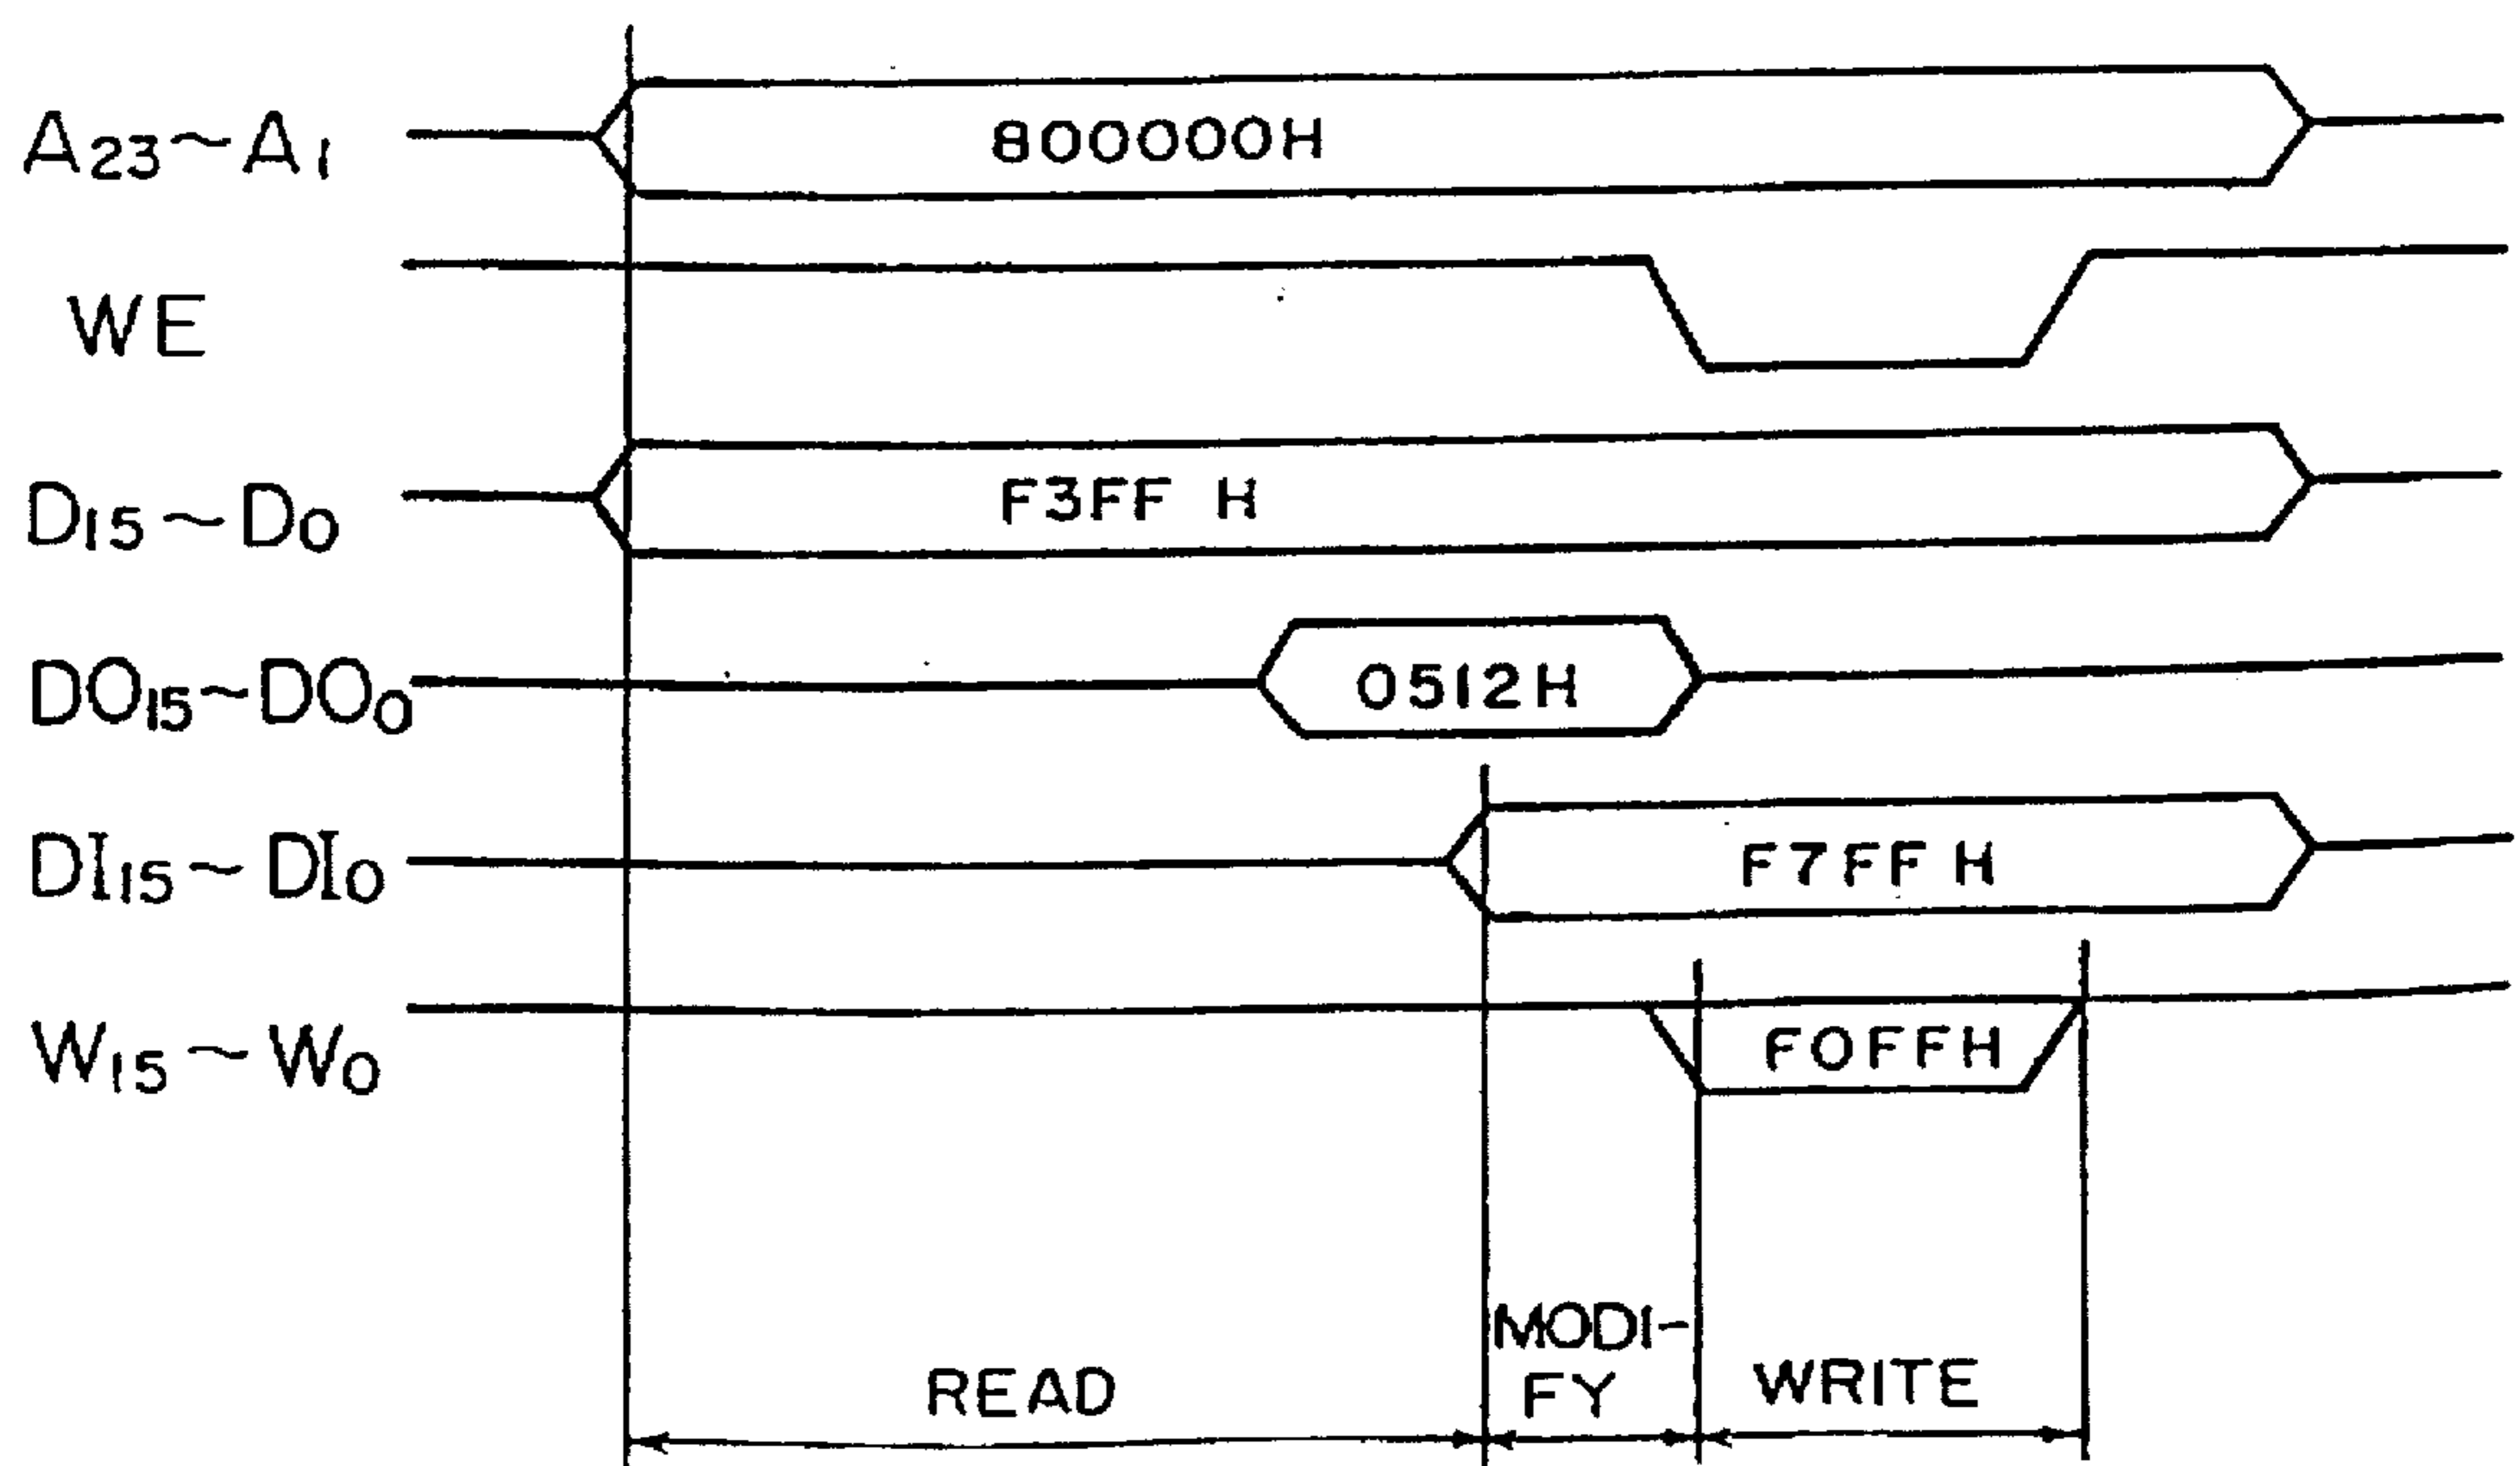 A23~A1 800000H
WE
D15~D0 F3FF H
DO15~DO0 0512H
DI15~DI0 F7FF H
W15~W0 F0FFH
READ MODI-
FY WRITE